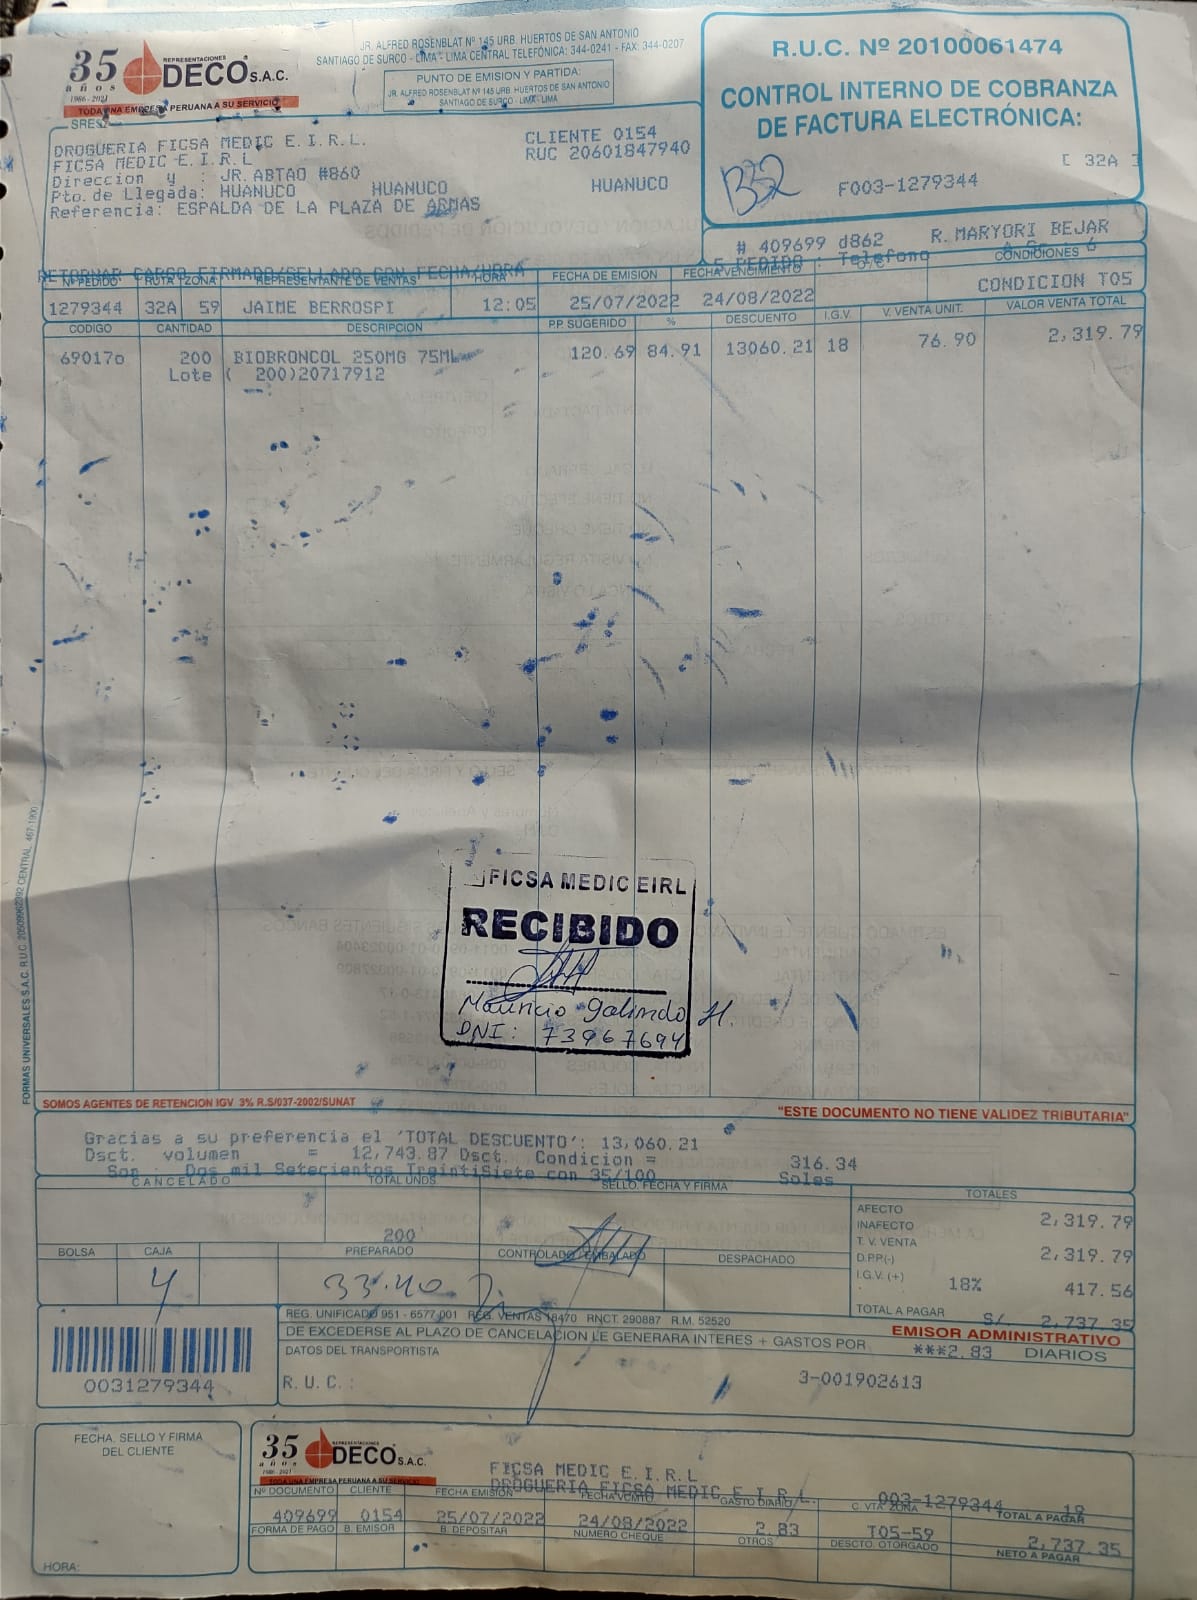 35 años
1986 - 2021
REPRESENTACIONES
DECO S.A.C.
TODA UNA EMPRESA PERUANA A SU SERVICIO
JR. ALFRED ROSENBLAT Nº 145 URB. HUERTOS DE SAN ANTONIO
SANTIAGO DE SURCO - LIMA - LIMA CENTRAL TELEFÓNICA: 344-0241 - FAX: 344-0207
PUNTO DE EMISION Y PARTIDA:
JR. ALFRED ROSENBLAT Nº 145 URB. HUERTOS DE SAN ANTONIO
SANTIAGO DE SURCO - LIMA - LIMA
R.U.C. Nº 20100061474
CONTROL INTERNO DE COBRANZA
DE FACTURA ELECTRÓNICA:
[ 32A ]
B32
F003-1279344
SRES.:
DROGUERIA FICSA MEDIC E.I.R.L.
FICSA MEDIC E.I.R.L
Direccion y : JR. ABTAO #860
Pto. de Llegada: HUANUCO HUANUCO HUANUCO
Referencia: ESPALDA DE LA PLAZA DE ARMAS
CLIENTE 0154
RUC 20601847940
# 409699 d862 R. MARYORI BEJAR
PEDIDO : Telefono
RETORNAR CARGO FIRMADO/SELLADO CON FECHA/HORA
Nº PEDIDO RUTA ZONA REPRESENTANTE DE VENTAS HORA FECHA DE EMISION FECHA VENCIMIENTO O/C CONDICIONES
1279344 32A 59 JAIME BERROSPI 12:05 25/07/2022 24/08/2022 CONDICION T05
CODIGO CANTIDAD DESCRIPCION P.P. SUGERIDO % DESCUENTO I.G.V. V. VENTA UNIT. VALOR VENTA TOTAL
69017o 200 BIOBRONCOL 250MG 75ML 120.69 84.91 13060.21 18 76.90 2,319.79
Lote ( 200)20717912
FICSA MEDIC EIRL
RECIBIDO
Mauricio Galindo H.
DNI: 73967694
FORMAS UNIVERSALES S.A.C. R.U.C. 20509962392 CENTRAL. 467-1900
SOMOS AGENTES DE RETENCION IGV. 3% R.S/037-2002/SUNAT
"ESTE DOCUMENTO NO TIENE VALIDEZ TRIBUTARIA"
Gracias a su preferencia el 'TOTAL DESCUENTO': 13,060.21
Dsct. volumen = 12,743.87 Dsct. Condicion = 316.34
Son : Dos mil Setecientos TreintiSiete con 35/100 Soles
CANCELADO TOTAL UNDS SELLO, FECHA Y FIRMA TOTALES
200
AFECTO 2,319.79
INAFECTO
T. V. VENTA 2,319.79
D.P.P.(-)
I.G.V. (+) 18% 417.56
TOTAL A PAGAR S/. 2,737.35
BOLSA CAJA PREPARADO CONTROLADO / EMBALADO DESPACHADO
4 33.40
REG. UNIFICADO 951 - 6577 001 REG. VENTAS 18470 RNCT. 290887 R.M. 52520
EMISOR ADMINISTRATIVO
DE EXCEDERSE AL PLAZO DE CANCELACION LE GENERARA INTERES + GASTOS POR ***2.83 DIARIOS
DATOS DEL TRANSPORTISTA
R.U.C.:
3-001902613
0031279344
FECHA, SELLO Y FIRMA
DEL CLIENTE
HORA:
35 años
1986 - 2021
REPRESENTACIONES
DECO S.A.C.
TODA UNA EMPRESA PERUANA A SU SERVICIO
FICSA MEDIC E.I.R.L
DROGUERIA FICSA MEDIC E.I.R.L. 003-1279344 19
Nº DOCUMENTO CLIENTE FECHA EMISIÓN FECHA VENCTO. GASTO DIARIO C. VTA. ZONA TOTAL A PAGAR
409699 0154 25/07/2022 24/08/2022 2.83 T05-59 2,737.35
FORMA DE PAGO B. EMISOR B. DEPOSITAR NUMERO CHEQUE OTROS DESCTO. OTORGADO NETO A PAGAR